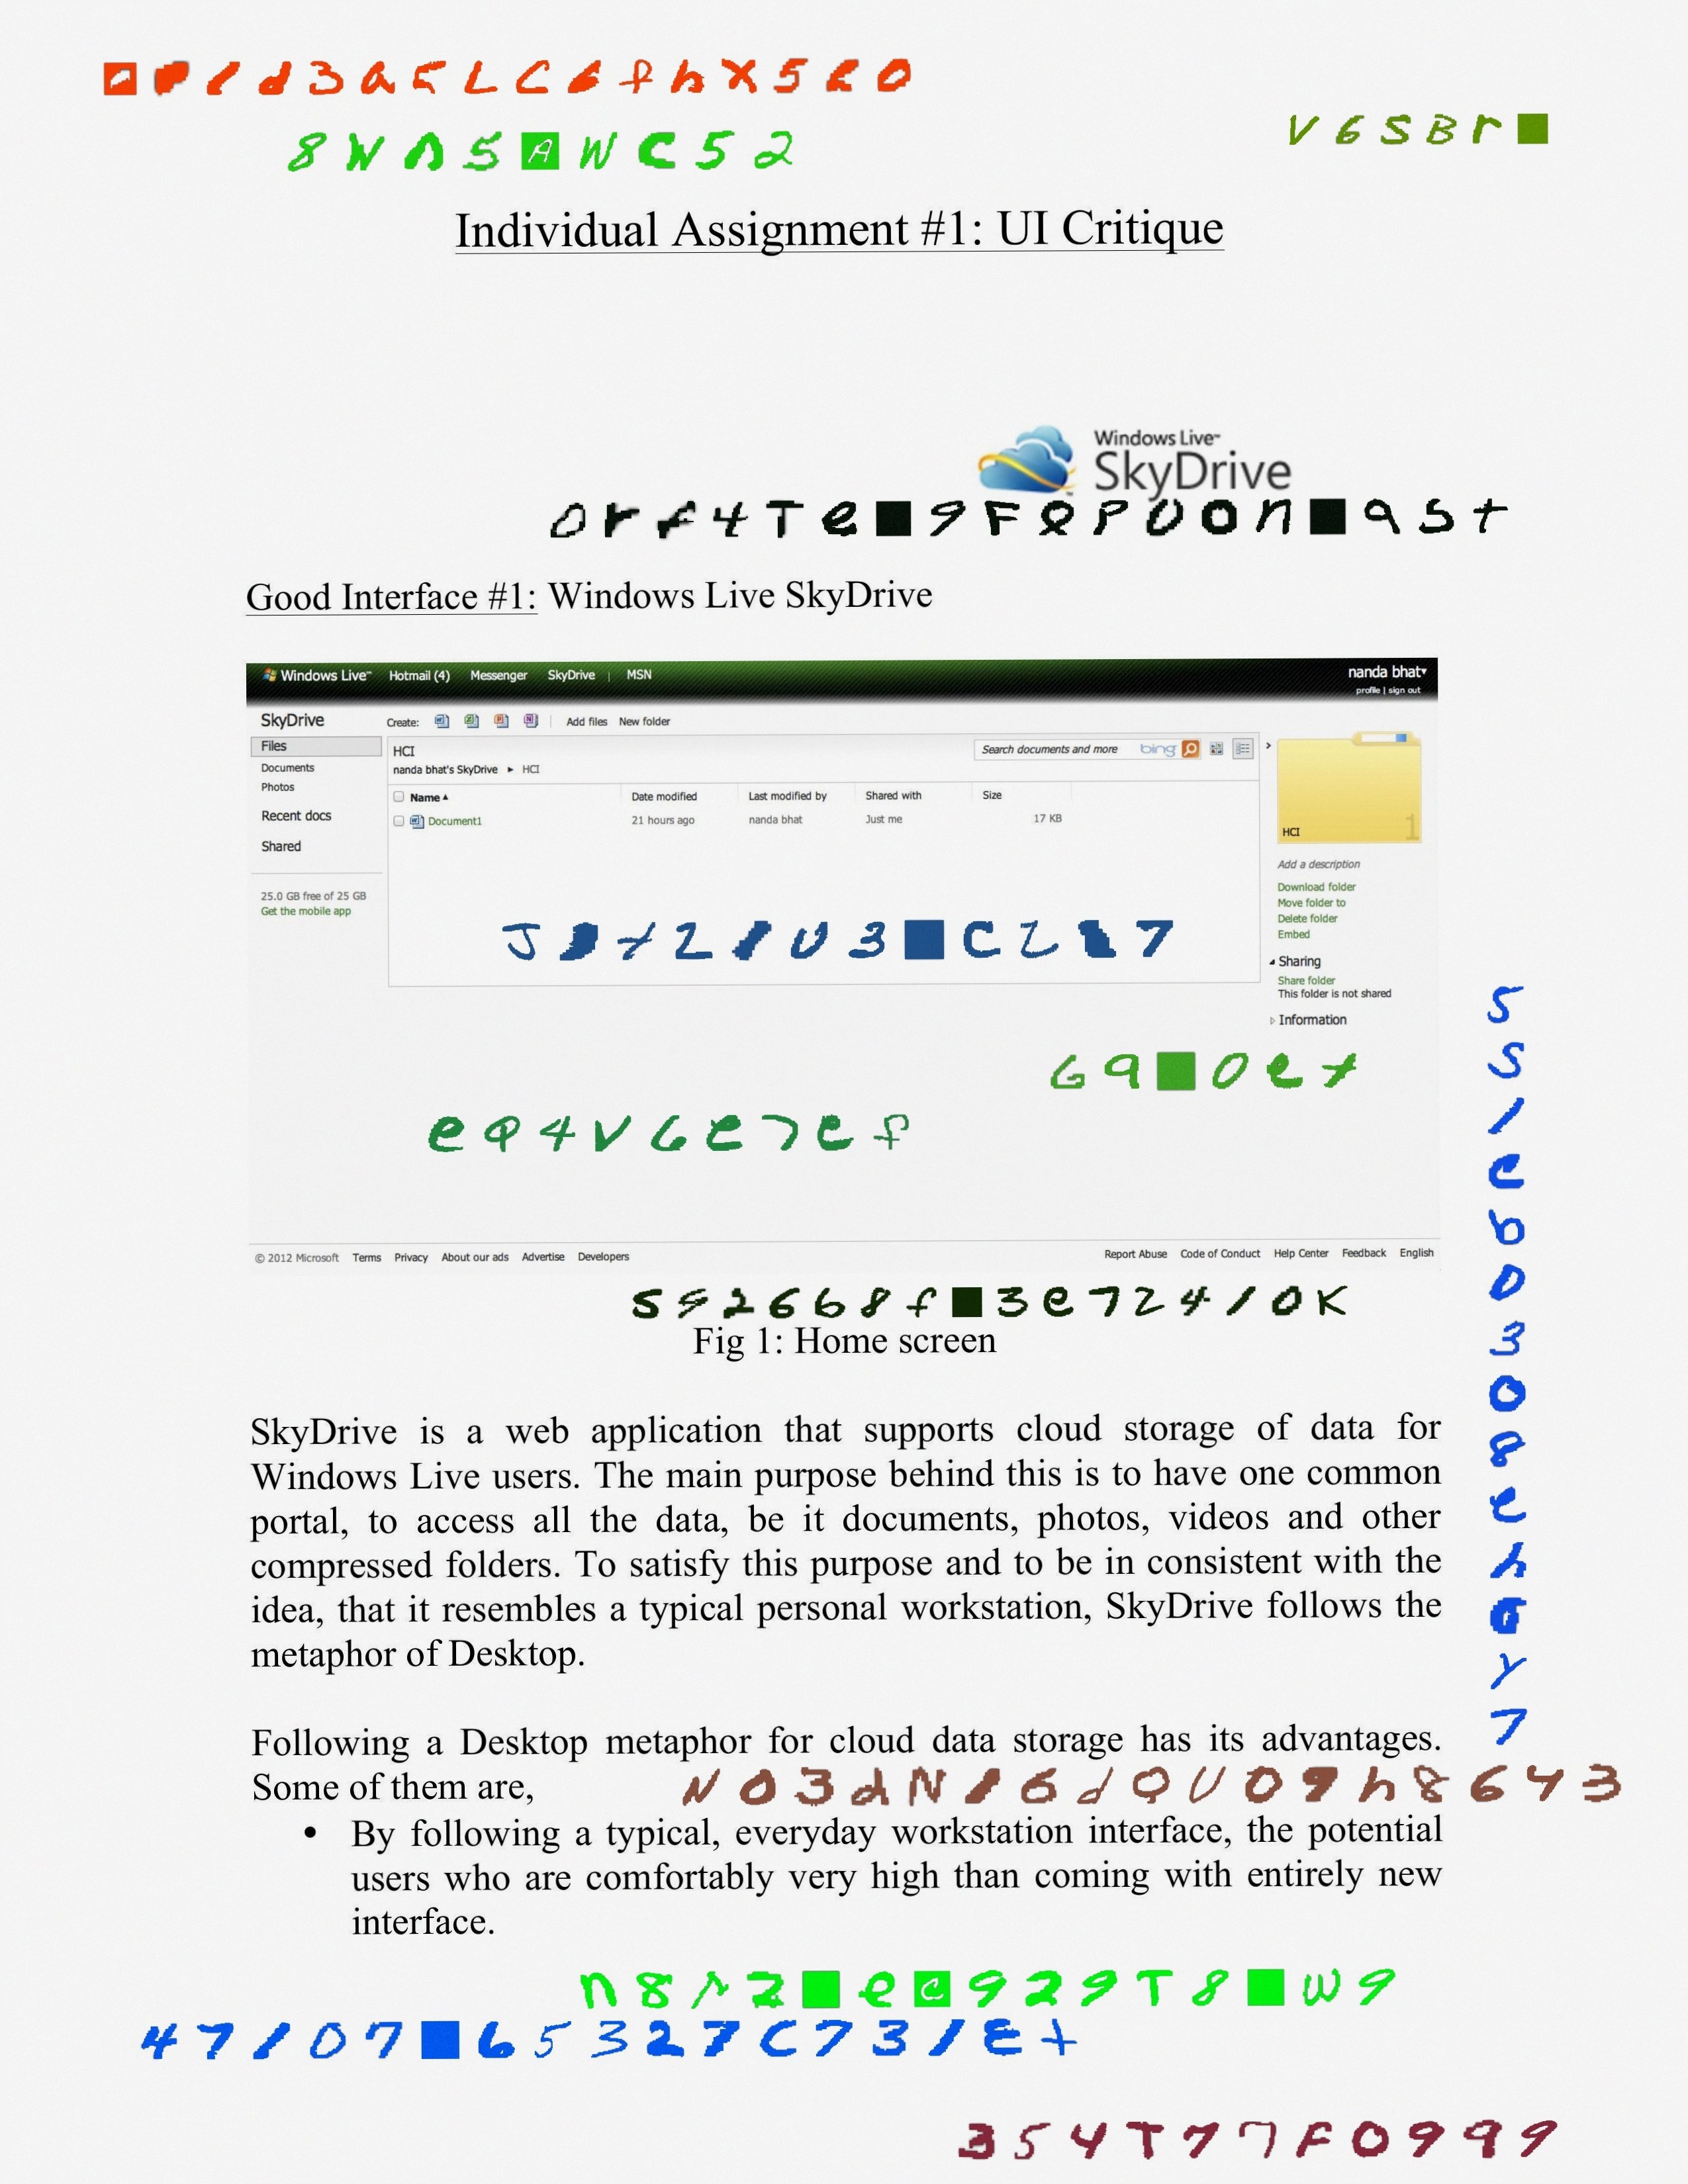 V6SBr
8NAS WC52
Individual Assignment #1: UI Critique
Windows Live™
SkyDrive
Good Interface #1: Windows Live SkyDrive
Windows Live™ Hotmail (4) Messenger SkyDrive | MSN nanda bhat
profile | sign out
SkyDrive Create: Add files New folder
Files
HCI Search documents and more bing
Documents
nanda bhat's SkyDrive ▸ HCI
Photos
Name Date modified Last modified by Shared with Size
Recent docs
Document1 21 hours ago nanda bhat Just me 17 KB
HCI 1
Shared
Add a description
25.0 GB free of 25 GB
Get the mobile app
Download folder
Move folder to
Delete folder
Embed
Sharing
Share folder
This folder is not shared
Information
eQ4V6e7ef
© 2012 Microsoft Terms Privacy About our ads Advertise Developers Report Abuse Code of Conduct Help Center Feedback English
Fig 1: Home screen
SkyDrive is a web application that supports cloud storage of data for
Windows Live users. The main purpose behind this is to have one common
portal, to access all the data, be it documents, photos, videos and other
compressed folders. To satisfy this purpose and to be in consistent with the
idea, that it resembles a typical personal workstation, SkyDrive follows the
metaphor of Desktop.
Following a Desktop metaphor for cloud data storage has its advantages.
Some of them are,
• By following a typical, everyday workstation interface, the potential
users who are comfortably very high than coming with entirely new
interface.
354T77F0999